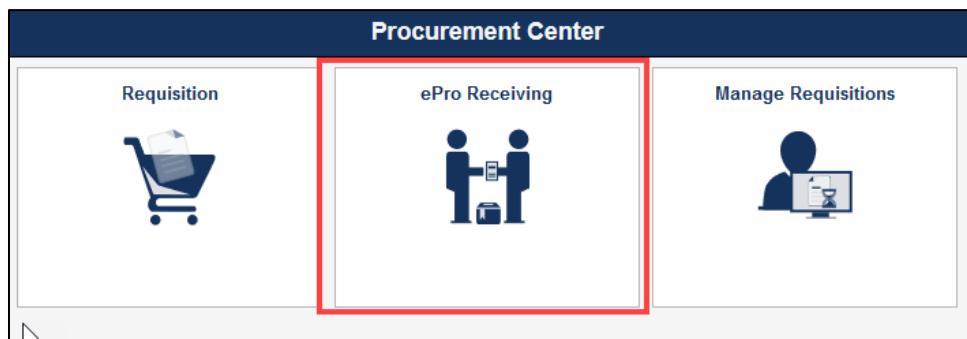 Procurement Center
Requisition
ePro Receiving
Manage Requisitions